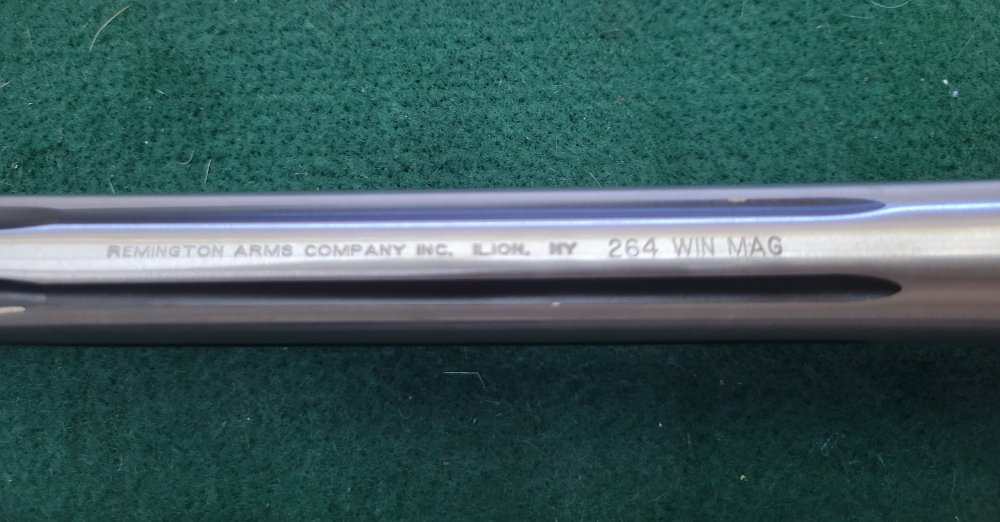 REMINGTON ARMS COMPANY INC. ILION, NY 264 WIN MAG